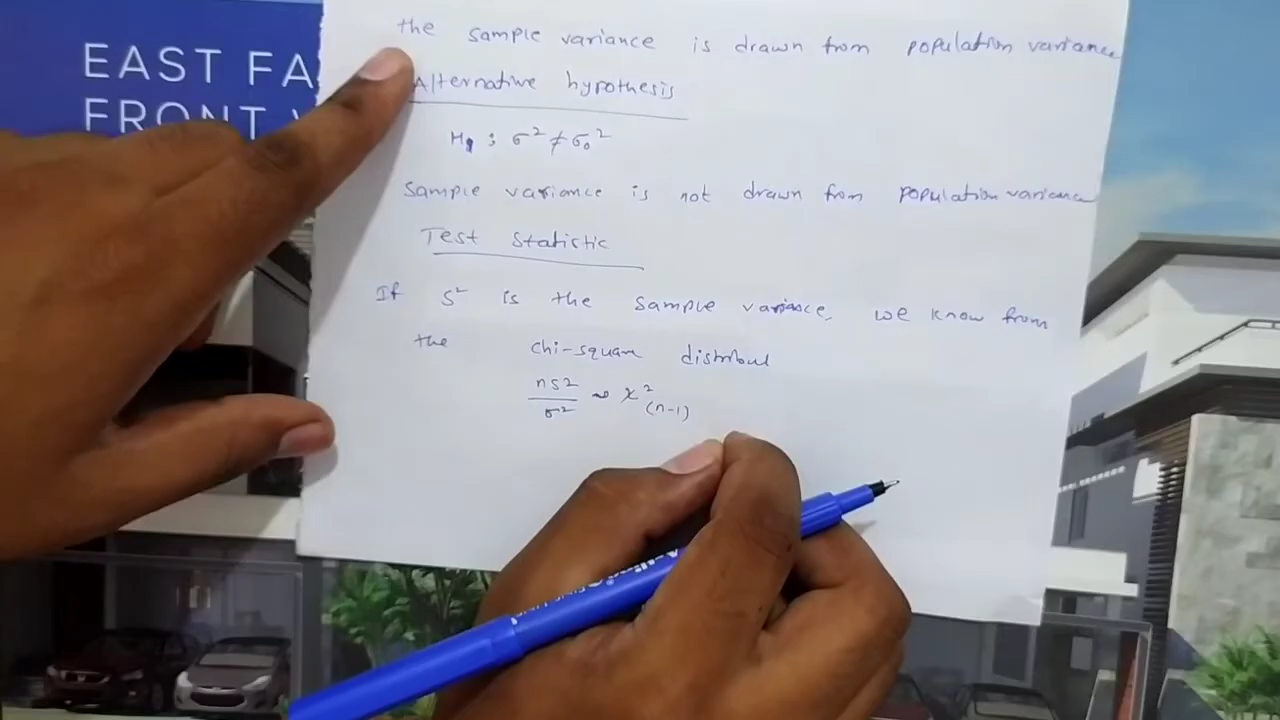 EAST FA
FRONT
the sample variance is drawn from population variance
Alternative hypothesis
H₁ : σ² ≠ σ₀²
Sample variance is not drawn from population variance
Test Statistic
If S² is the sample variance, we know from
the chi-square distribul
ns²/σ² ~ χ²(n-1)